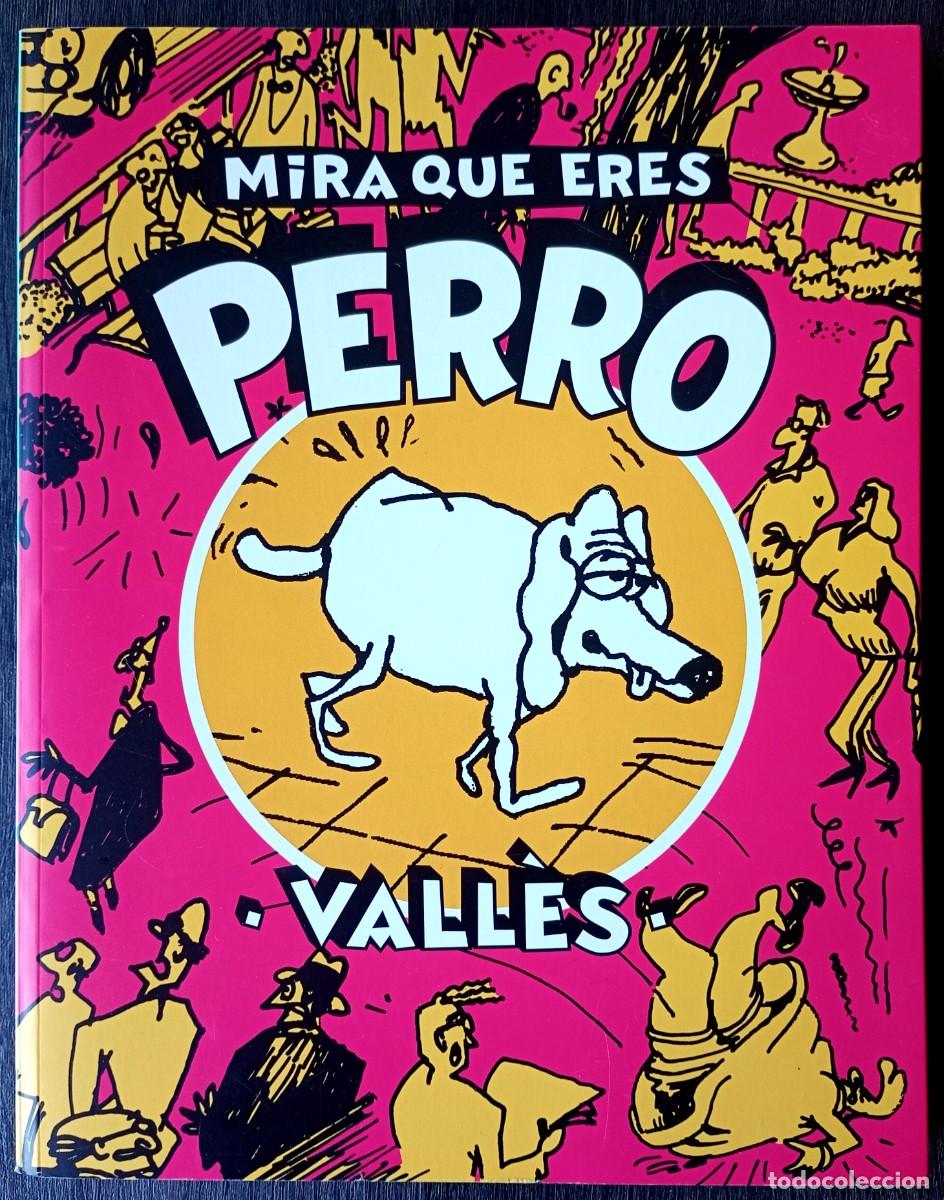 MiRA QUE ERES
PERRO
· VALLÈS ·
todocoleccion